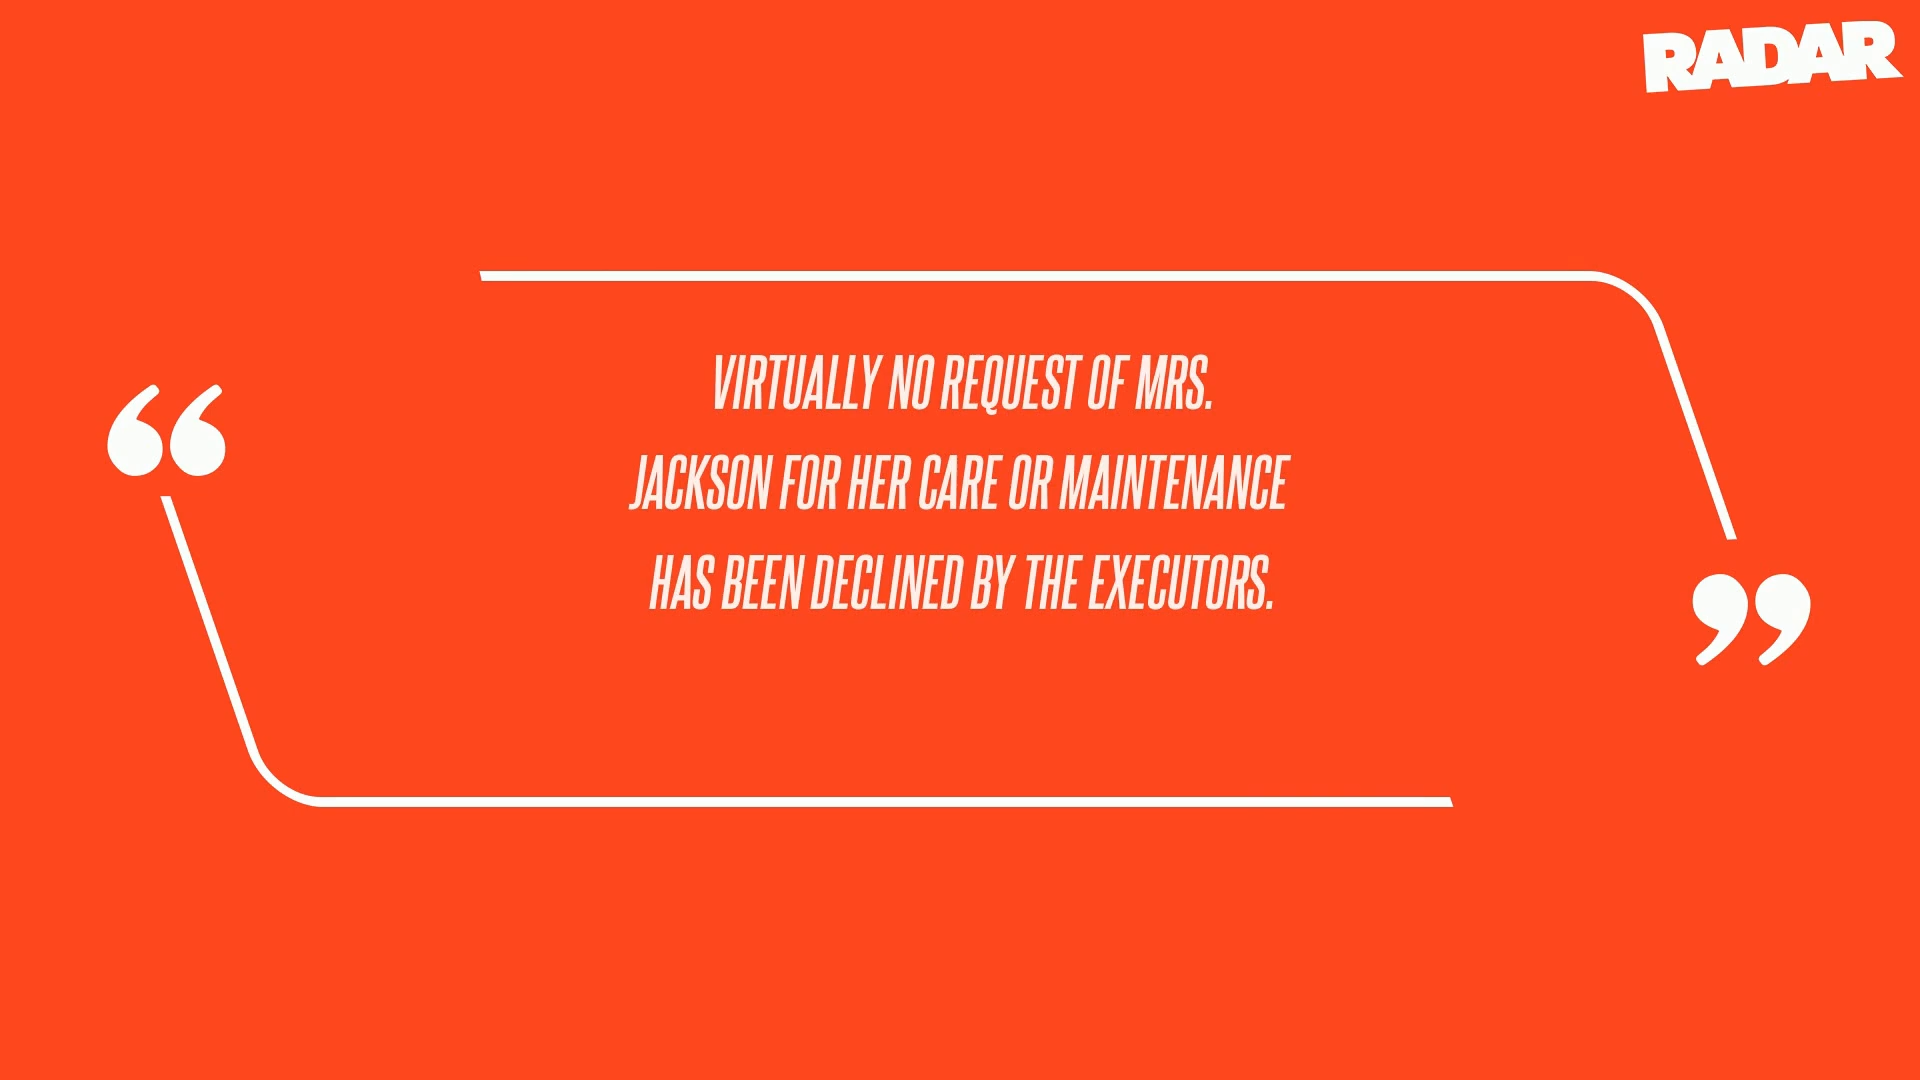 RADAR
“
VIRTUALLY NO REQUEST OF MRS.
JACKSON FOR HER CARE OR MAINTENANCE
HAS BEEN DECLINED BY THE EXECUTORS.
”